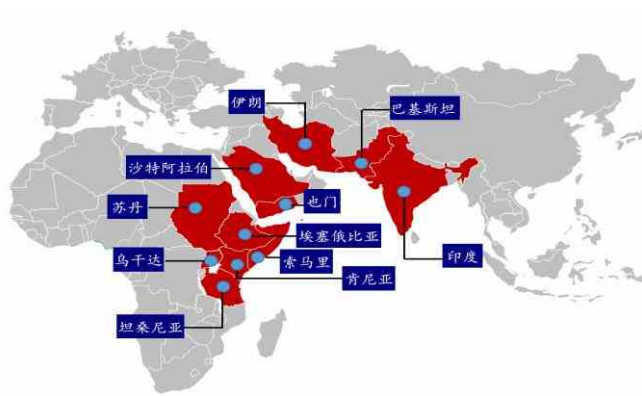 伊朗
巴基斯坦
沙特阿拉伯
也门
苏丹
埃塞俄比亚
乌干达
索马里
印度
肯尼亚
坦桑尼亚